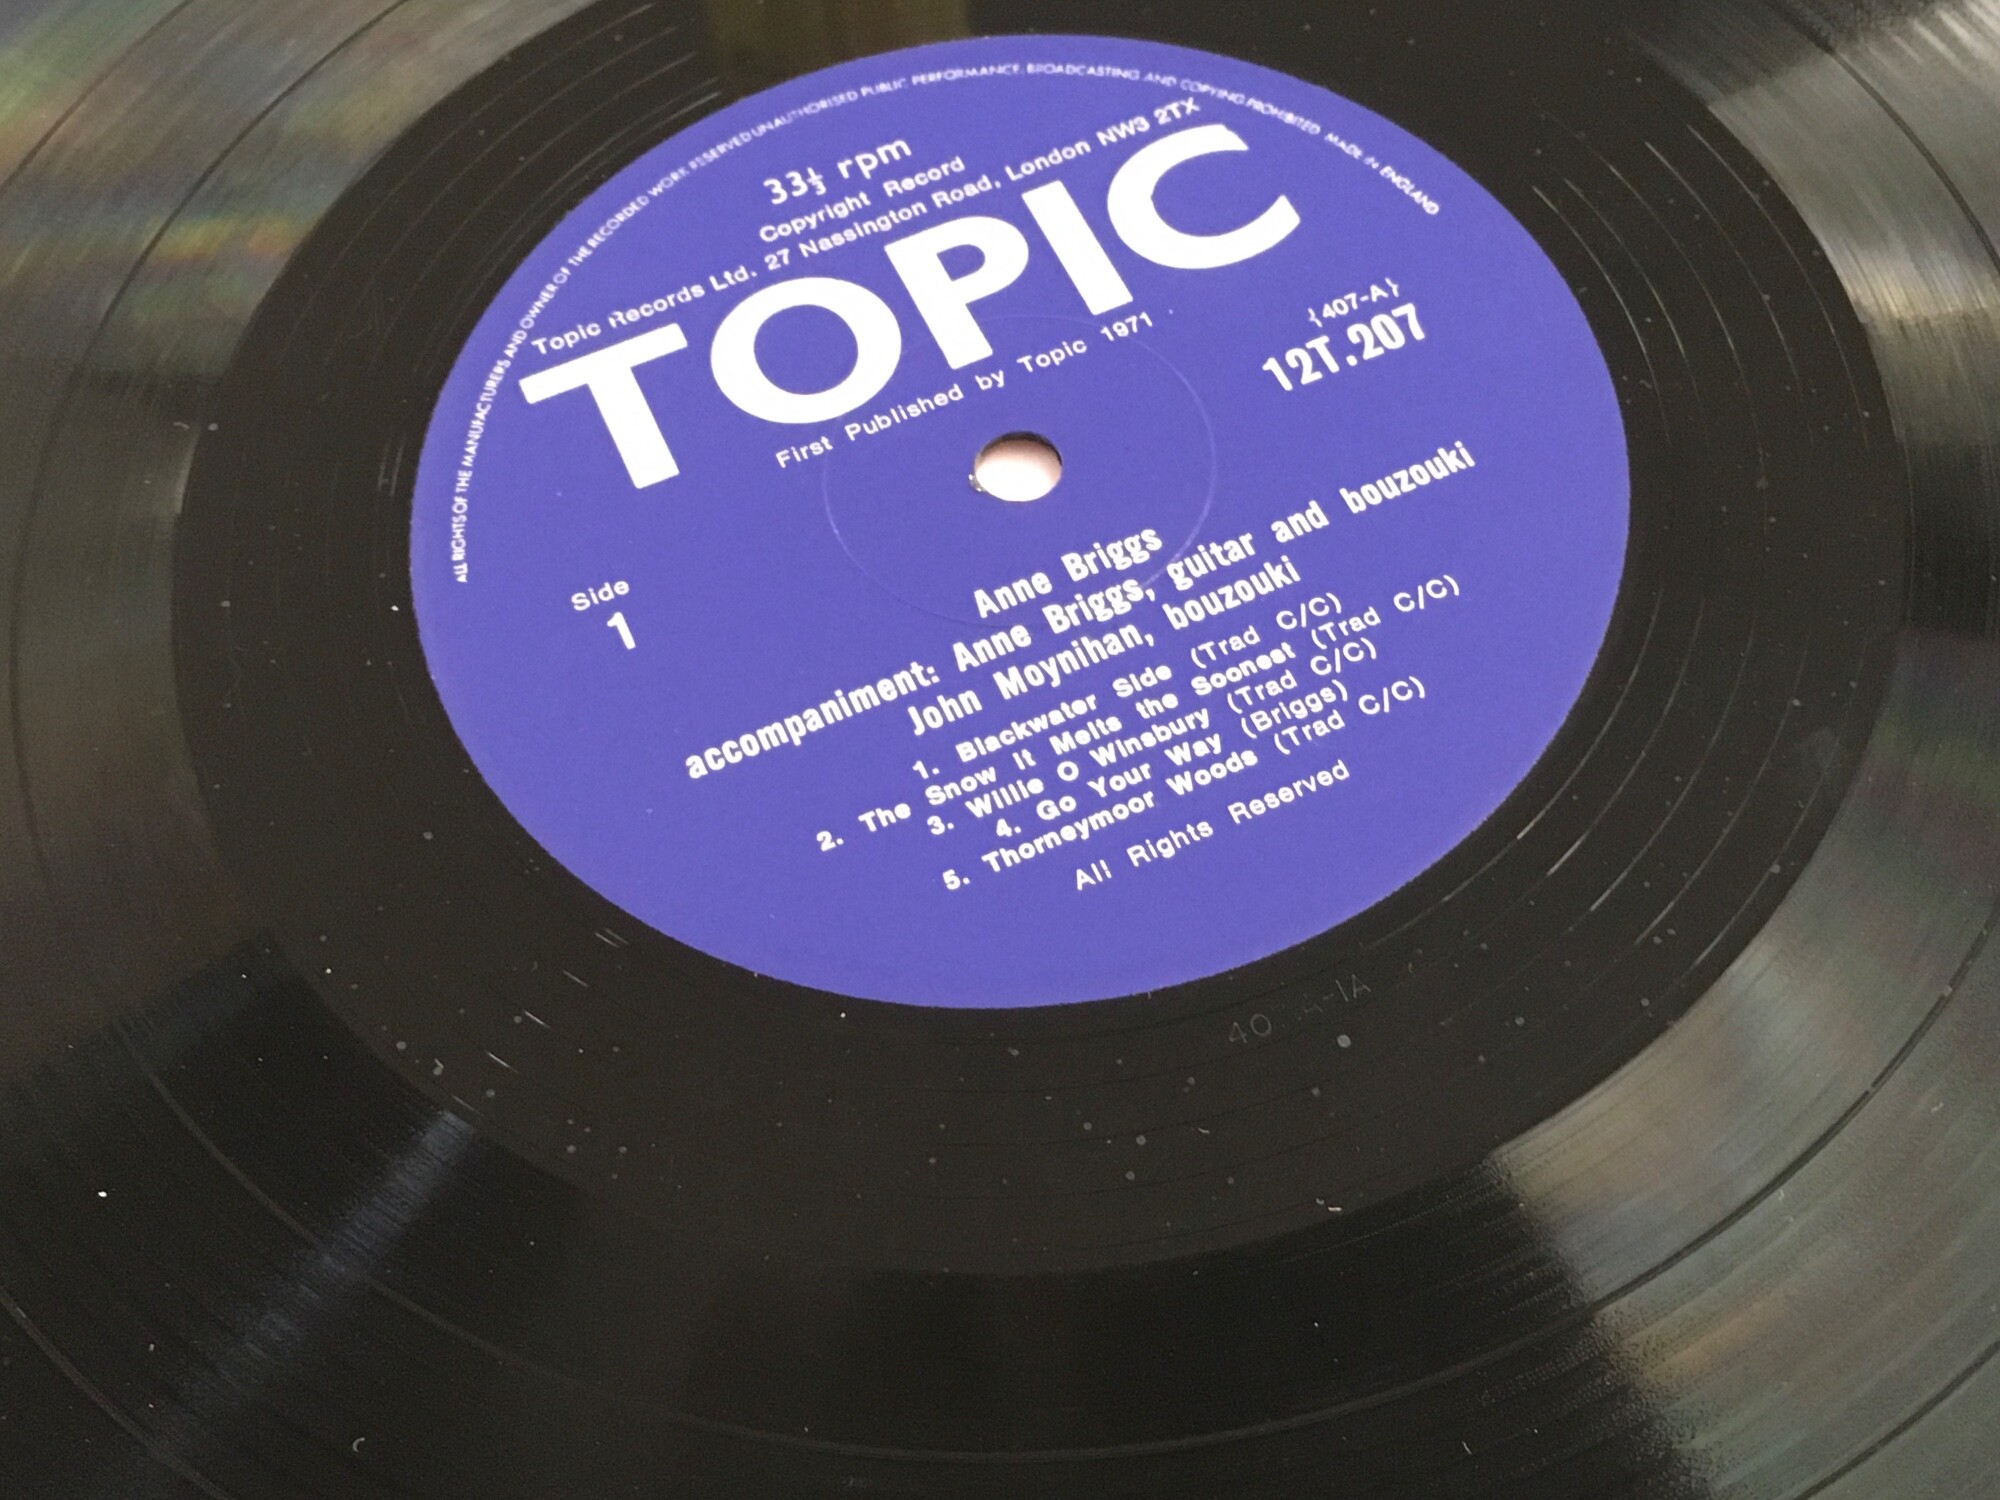 ALL RIGHTS OF THE MANUFACTURERS AND OWNER OF THE RECORDED WORK RESERVED UNAUTHORISED PUBLIC PERFORMANCE. BROADCASTING AND COPYING PROHIBITED MADE IN ENGLAND
33⅓ rpm
Copyright Record
Topic Records Ltd. 27 Nassington Road, London NW3 2TX
TOPIC
First Published by Topic 1971
{407-A}
12T.207
Side
1
Anne Briggs
accompaniment: Anne Briggs, guitar and bouzouki
John Moynihan, bouzouki
1. Blackwater Side (Trad C/C)
2. The Snow It Melts the Soonest (Trad C/C)
3. Willie O Winsbury (Trad C/C)
4. Go Your Way (Briggs)
5. Thorneymoor Woods (Trad C/C)
All Rights Reserved